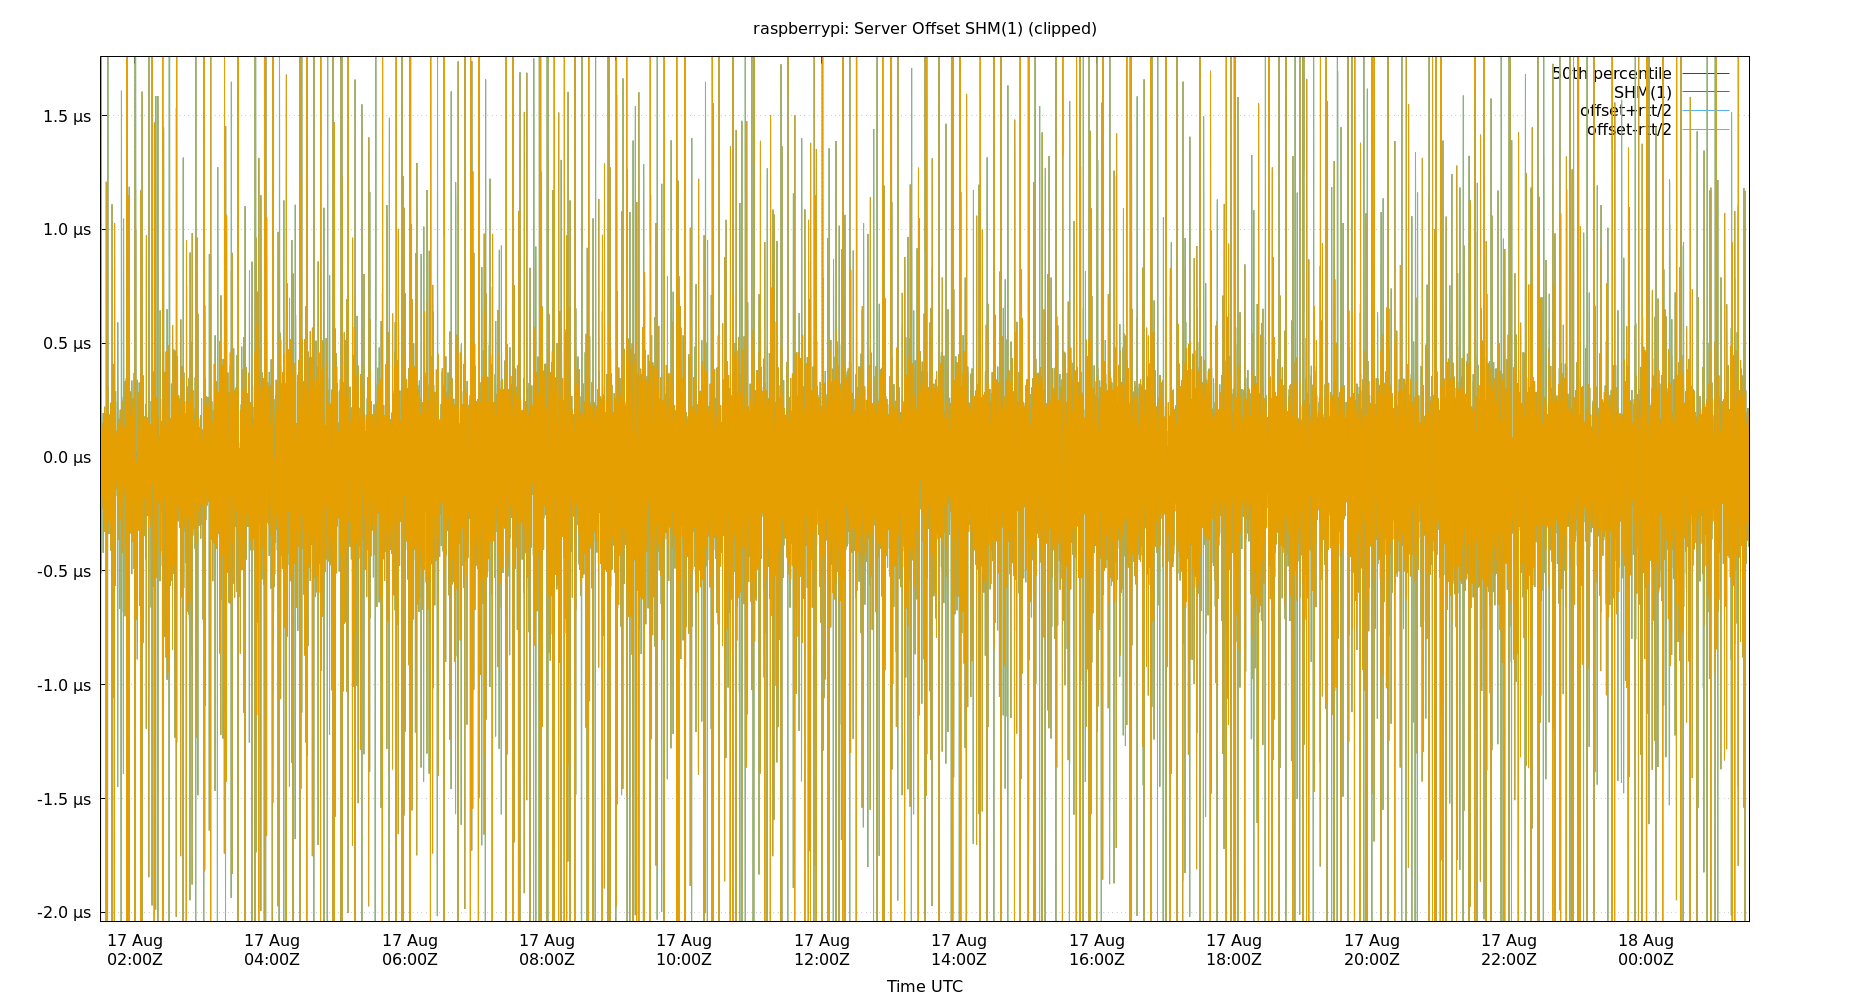 raspberrypi: Server Offset SHM(1) (clipped)
50th percentile
SHM(1)
offset+rtt/2
offset-rtt/2
1.5 µs
1.0 µs
0.5 µs
0.0 µs
-0.5 µs
-1.0 µs
-1.5 µs
-2.0 µs
17 Aug 17 Aug 17 Aug 17 Aug 17 Aug 17 Aug 17 Aug 17 Aug 17 Aug 17 Aug 17 Aug 18 Aug
02:00Z 04:00Z 06:00Z 08:00Z 10:00Z 12:00Z 14:00Z 16:00Z 18:00Z 20:00Z 22:00Z 00:00Z
Time UTC